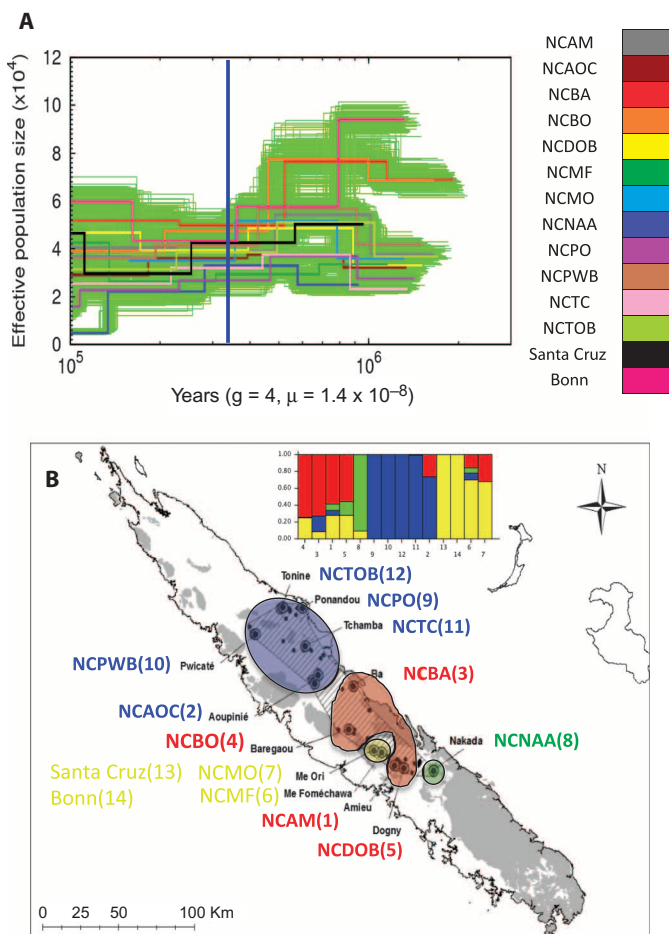 A
Effective population size (x10⁴)
12
10
8
6
4
2
0
10⁵
10⁶
Years (g = 4, μ = 1.4 x 10⁻⁸)
NCAM
NCAOC
NCBA
NCBO
NCDOB
NCMF
NCMO
NCNAA
NCPO
NCPWB
NCTC
NCTOB
Santa Cruz
Bonn
B
1.00
0.80
0.60
0.40
0.20
0.00
4 3 1 5 8 9 10 12 11 2 13 14 6 7
N
Tonine
NCTOB(12)
Ponandou
NCPO(9)
Tchamba
NCTC(11)
NCPWB(10)
Pwicaté
Ba
NCBA(3)
NCAOC(2)
Aoupinié
NCBO(4)
Baregaou
Nakada
NCNAA(8)
Santa Cruz(13)
NCMO(7)
Me Ori
Bonn(14)
NCMF(6)
Me Foméchawa
Amieu
NCAM(1)
Dogny
NCDOB(5)
0 25 50 100 Km